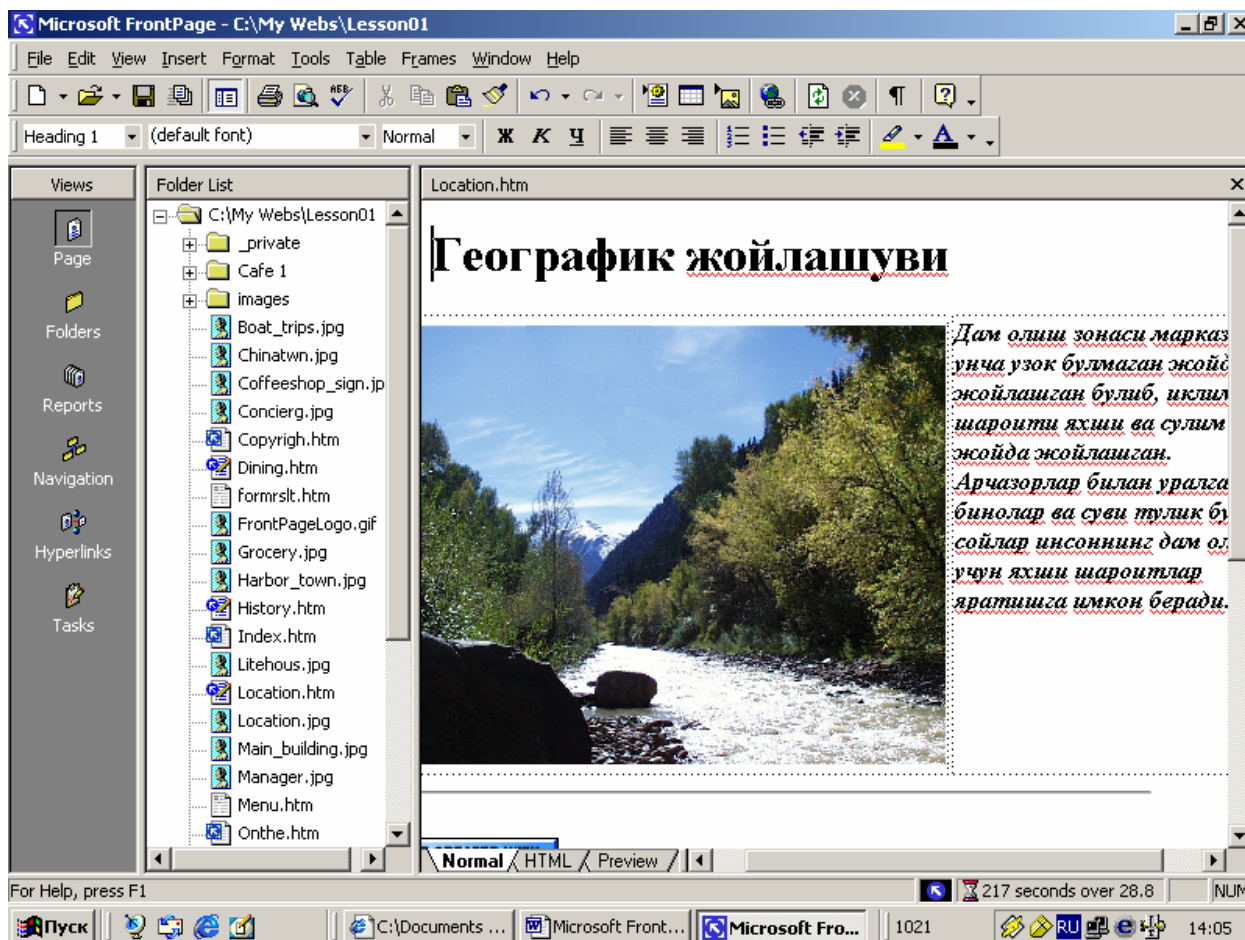 Microsoft FrontPage - C:\My Webs\Lesson01
File Edit View Insert Format Tools Table Frames Window Help
Heading 1 (default font) Normal Ж К Ч
Views
Page
Folders
Reports
Navigation
Hyperlinks
Tasks
Folder List
C:\My Webs\Lesson01
_private
Cafe 1
images
Boat_trips.jpg
Chinatwn.jpg
Coffeeshop_sign.jp
Concierg.jpg
Copyrigh.htm
Dining.htm
formrslt.htm
FrontPageLogo.gif
Grocery.jpg
Harbor_town.jpg
History.htm
Index.htm
Litehous.jpg
Location.htm
Location.jpg
Main_building.jpg
Manager.jpg
Menu.htm
Onthe.htm
Location.htm
Географик жойлашуви
Дам олиш зонаси марказ
унча узок булмаган жойд
жойлашган булиб, иклим
шароити яхши ва сулим
жойда жойлашган.
Арчазорлар билан уралга
бинолар ва суви тулик бу
сойлар инсоннинг дам ол
учун яхши шароитлар
яратишга имкон беради.
Normal HTML Preview
For Help, press F1
217 seconds over 28.8
NUM
Пуск C:\Documents ... Microsoft Front... Microsoft Fro... 1021 RU 14:05